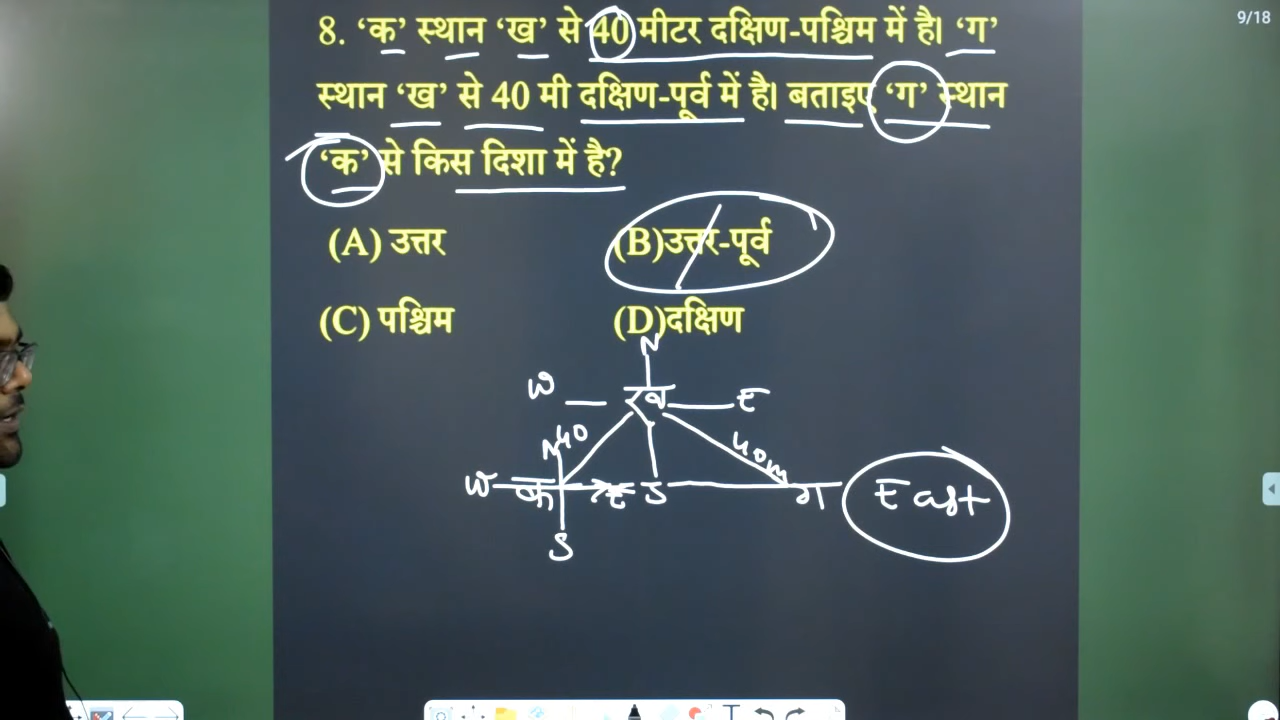 9/18
8. ‘क’ स्थान ‘ख’ से 40 मीटर दक्षिण-पश्चिम में है। ‘ग’
स्थान ‘ख’ से 40 मी दक्षिण-पूर्व में है। बताइए ‘ग’ स्थान
‘क’ से किस दिशा में है?
(A) उत्तर (B)उत्तर-पूर्व
(C) पश्चिम (D)दक्षिण
N
W ख E
N 40 40m
W क E S ग East
S